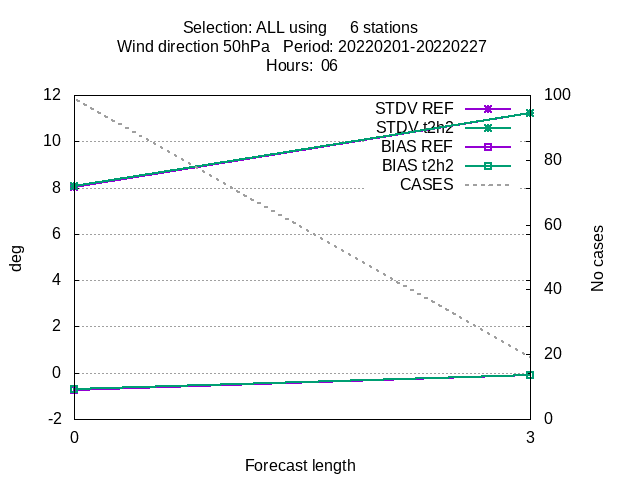 Selection: ALL using     6 stations
Wind direction 50hPa   Period: 20220201-20220227
Hours:  06
STDV REF
STDV t2h2
BIAS REF
BIAS t2h2
CASES
12
10
8
6
4
2
0
-2
deg
100
80
60
40
20
0
No cases
0
3
Forecast length